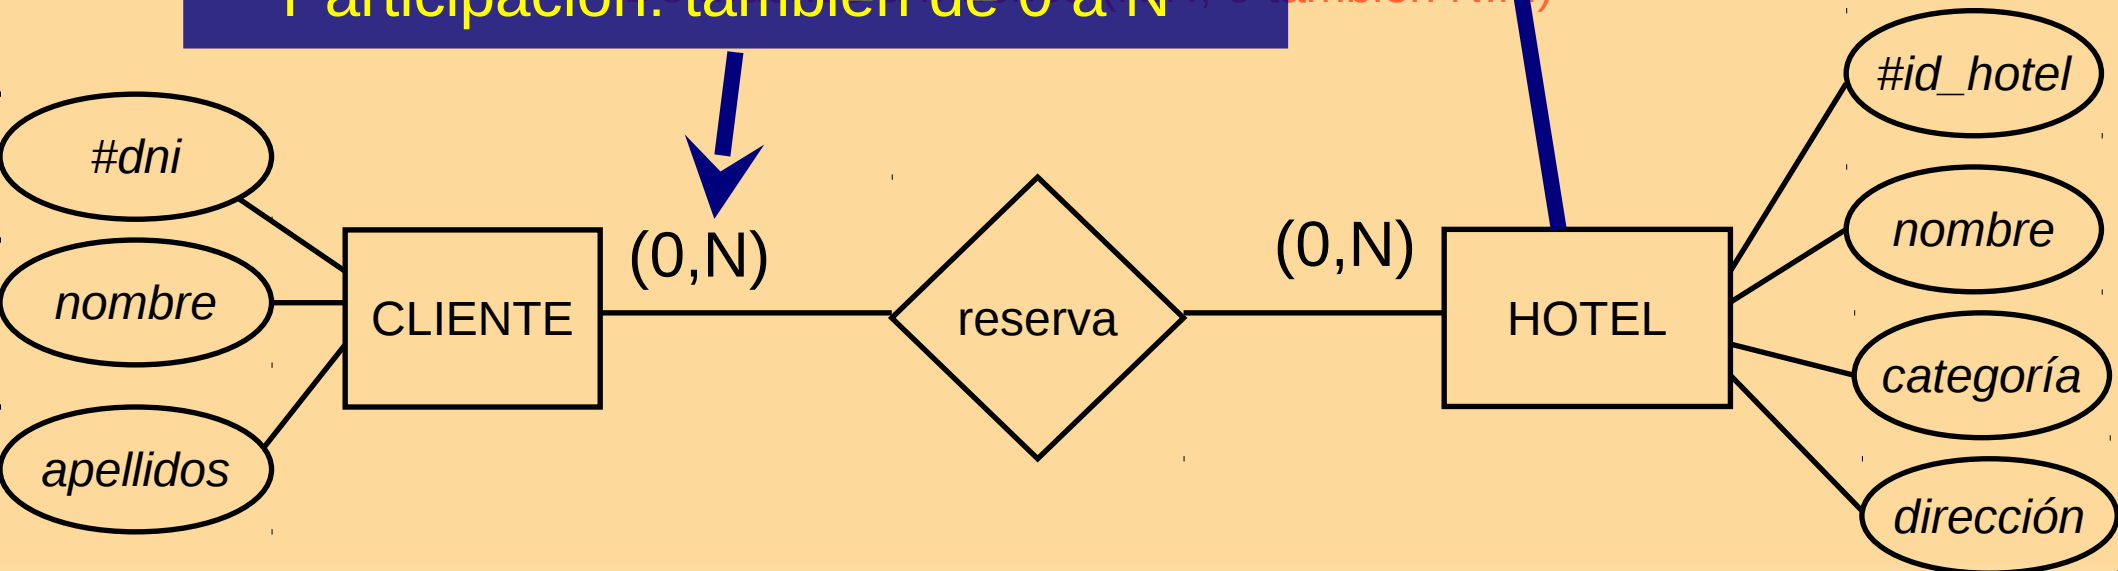 Participación: también de 0 a N
#id_hotel
#dni
nombre
(0,N)
(0,N)
nombre
CLIENTE
reserva
HOTEL
categoría
apellidos
dirección